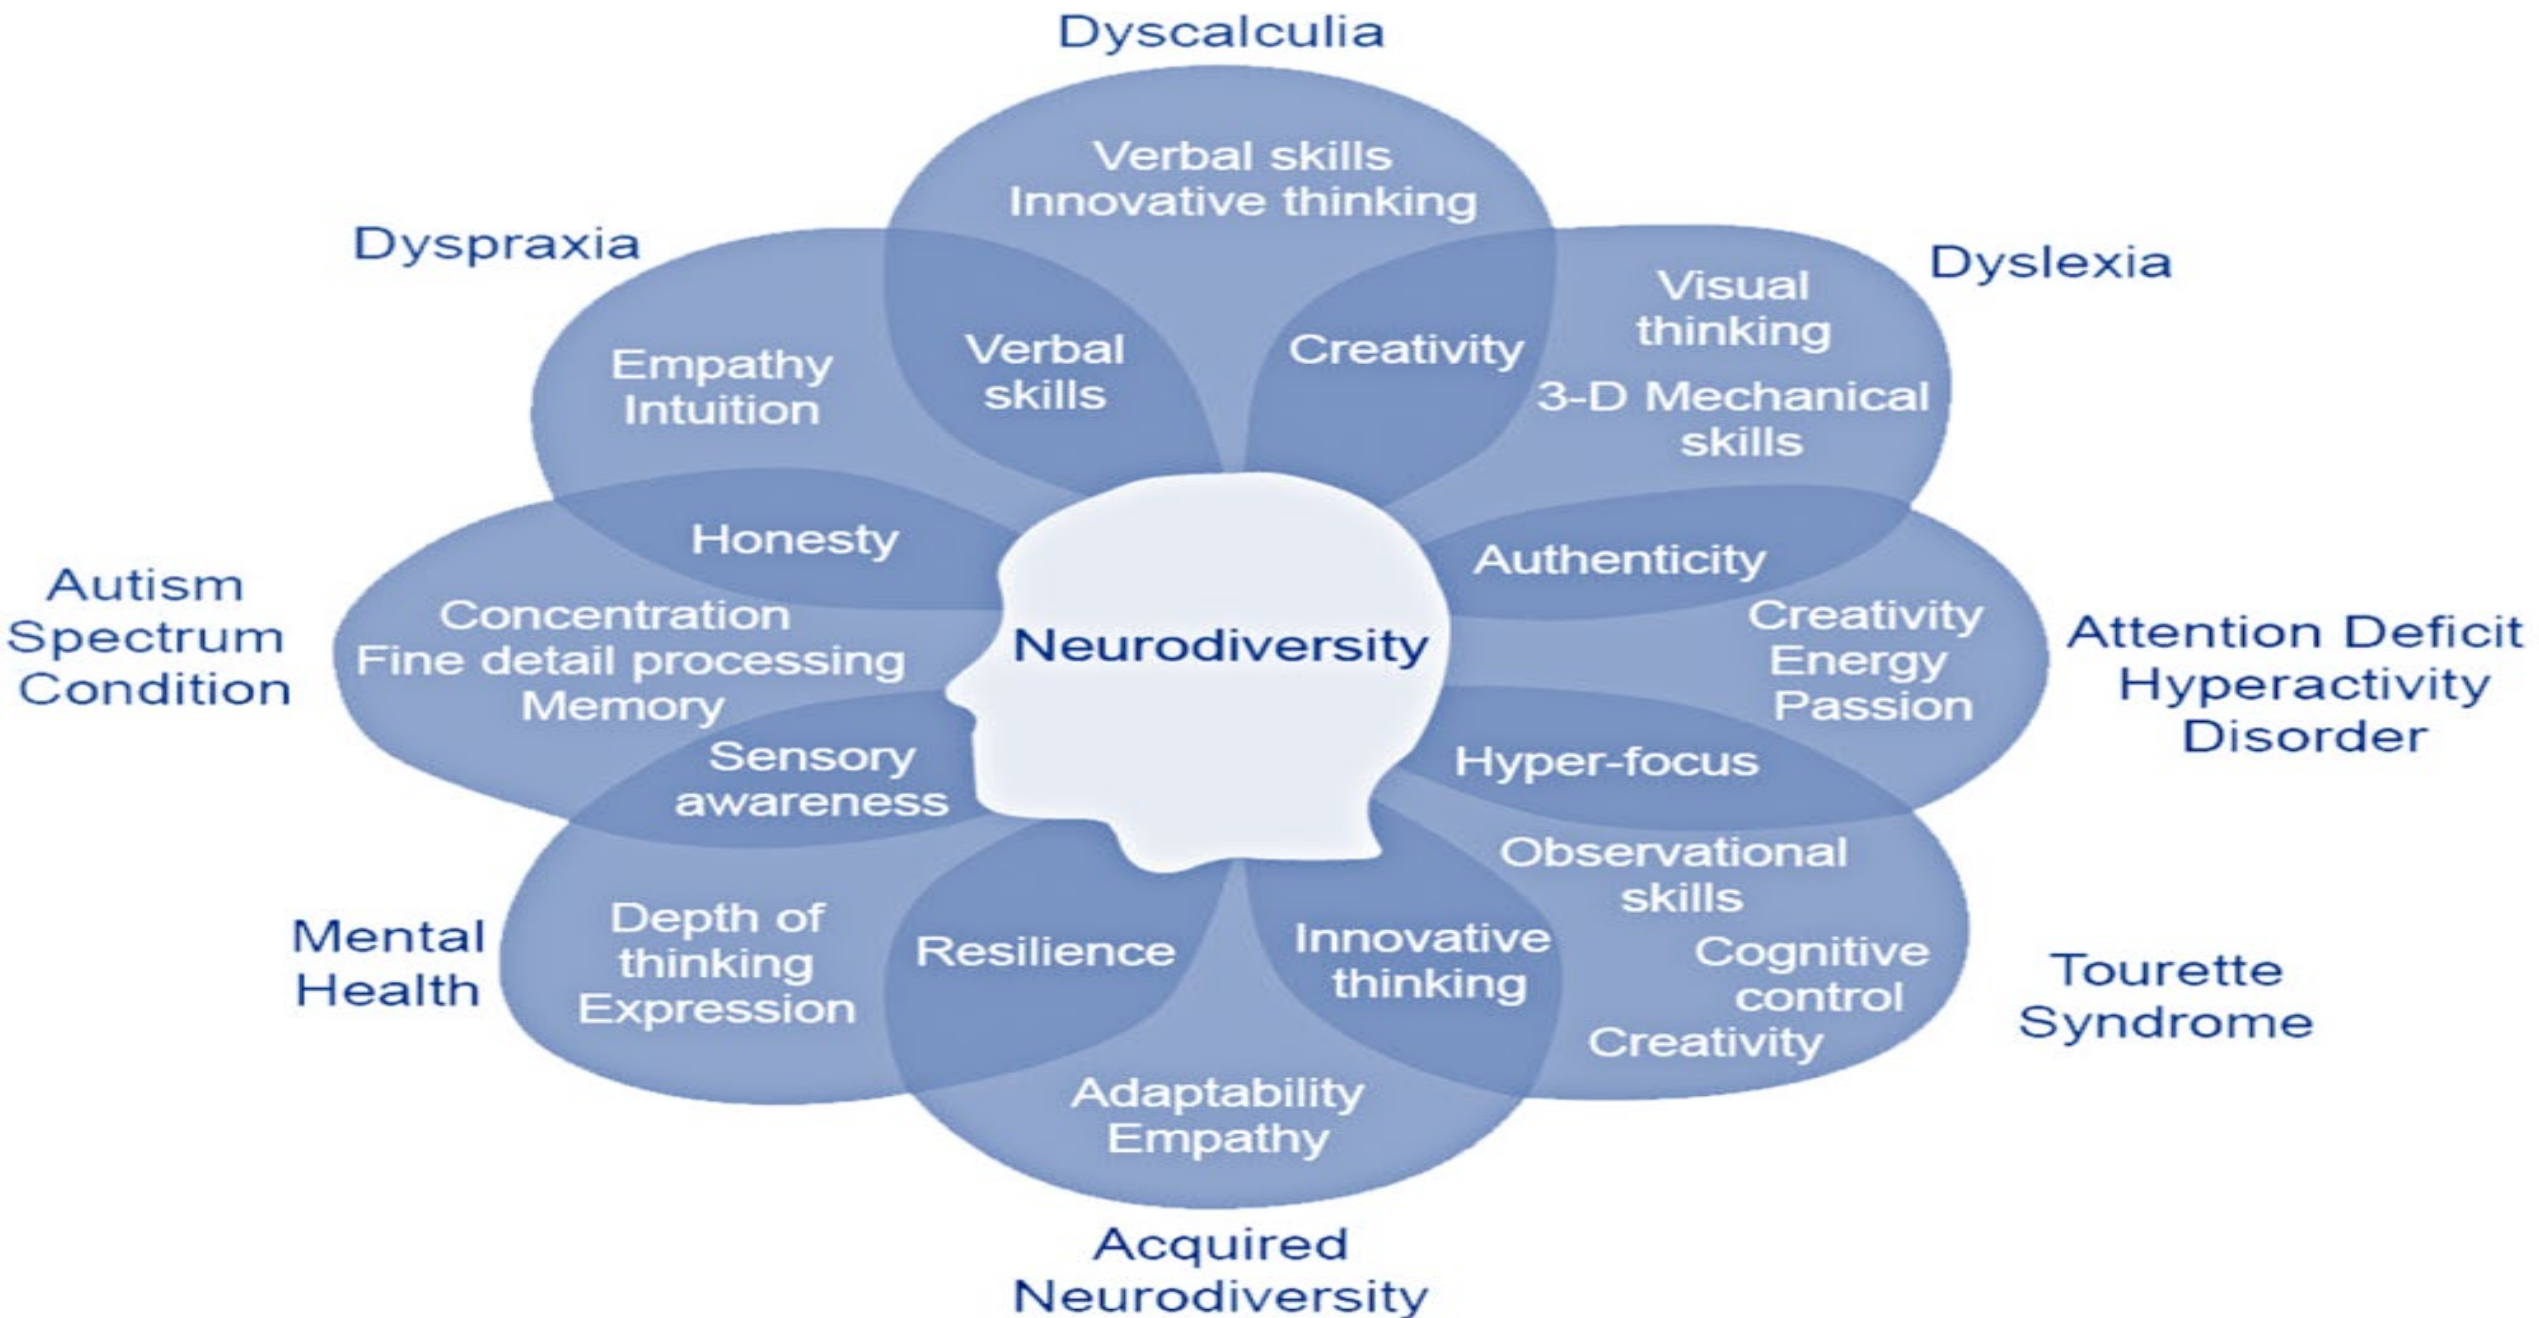 Dyscalculia
Verbal skills
Innovative thinking
Dyspraxia
Dyslexia
Empathy
Intuition
Verbal
skills
Creativity
Visual
thinking
3-D Mechanical
skills
Honesty
Authenticity
Autism
Spectrum
Condition
Concentration
Fine detail processing
Memory
Neurodiversity
Creativity
Energy
Passion
Attention Deficit
Hyperactivity
Disorder
Sensory
awareness
Hyper-focus
Mental
Health
Depth of
thinking
Expression
Resilience
Innovative
thinking
Observational
skills
Cognitive
control
Creativity
Tourette
Syndrome
Adaptability
Empathy
Acquired
Neurodiversity